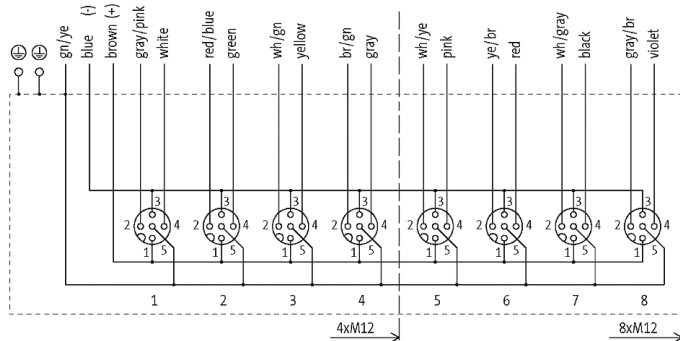 gn/ye
blue (-)
brown (+)
gray/pink
white
red/blue
green
wh/gn
yellow
br/gn
gray
wh/ye
pink
ye/br
red
wh/gray
black
gray/br
violet
3 3 3 3 3 3 3 3
2 4 2 4 2 4 2 4 2 4 2 4 2 4 2 4
1 5 1 5 1 5 1 5 1 5 1 5 1 5 1 5
1 2 3 4 5 6 7 8
4xM12 8xM12